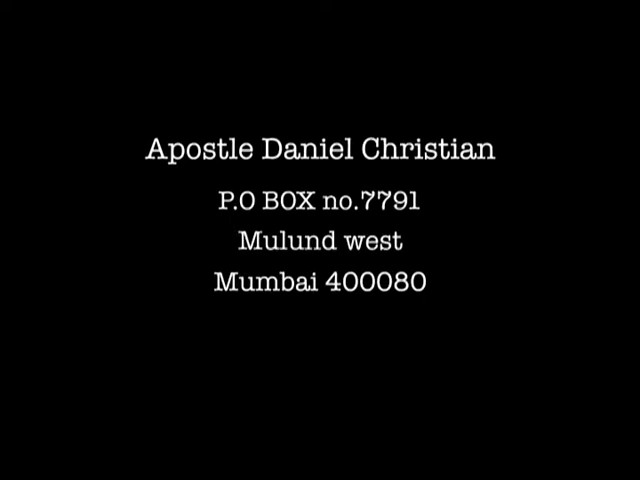 Apostle Daniel Christian
P.O BOX no.7791
Mulund west
Mumbai 400080